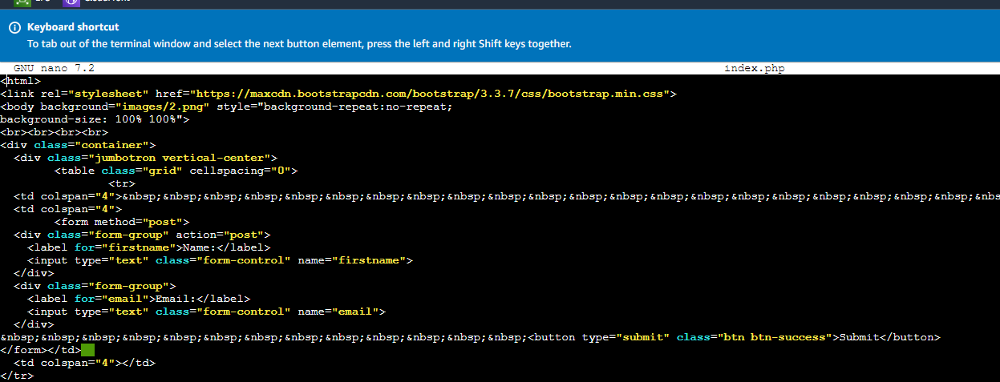 CloudFront
Keyboard shortcut
To tab out of the terminal window and select the next button element, press the left and right Shift keys together.
GNU nano 7.2 index.php
<html>
<link rel="stylesheet" href="https://maxcdn.bootstrapcdn.com/bootstrap/3.3.7/css/bootstrap.min.css">
<body background="images/2.png" style="background-repeat:no-repeat;
background-size: 100% 100%">
<br><br><br><br>
<div class="container">
  <div class="jumbotron vertical-center">
        <table class="grid" cellspacing="0">
                <tr>
  <td colspan="4">&nbsp;&nbsp;&nbsp;&nbsp;&nbsp;&nbsp;&nbsp;&nbsp;&nbsp;&nbsp;&nbsp;&nbsp;&nbsp;&nbsp;&nbsp;&nbsp;&nbsp;&nbsp;&nbsp;&nbsp;&nbsp;&nbs
  <td colspan="4">
        <form method="post">
  <div class="form-group" action="post">
    <label for="firstname">Name:</label>
    <input type="text" class="form-control" name="firstname">
  </div>
  <div class="form-group">
    <label for="email">Email:</label>
    <input type="text" class="form-control" name="email">
  </div>
&nbsp;&nbsp;&nbsp;&nbsp;&nbsp;&nbsp;&nbsp;&nbsp;&nbsp;&nbsp;&nbsp;&nbsp;&nbsp;<button type="submit" class="btn btn-success">Submit</button>
</form></td>
  <td colspan="4"></td>
</tr>